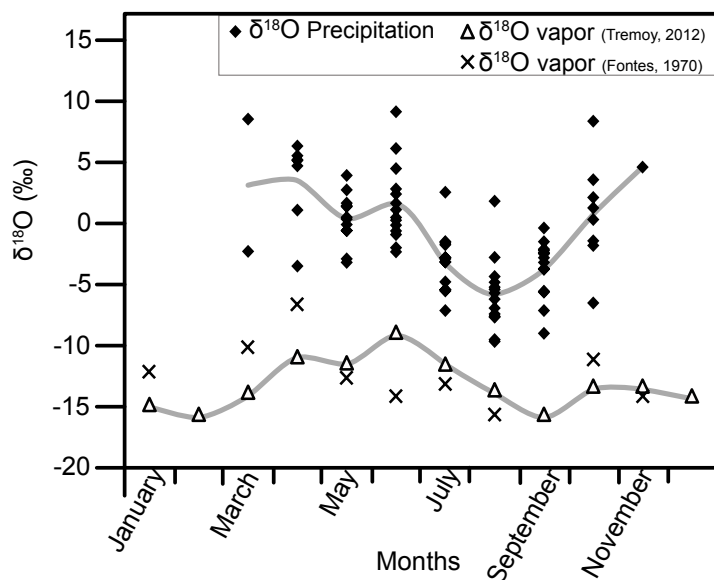 δ¹⁸O Precipitation
δ¹⁸O vapor (Tremoy, 2012)
δ¹⁸O vapor (Fontes, 1970)
δ¹⁸O (‰)
15
10
5
0
-5
-10
-15
-20
January
March
May
July
September
November
Months